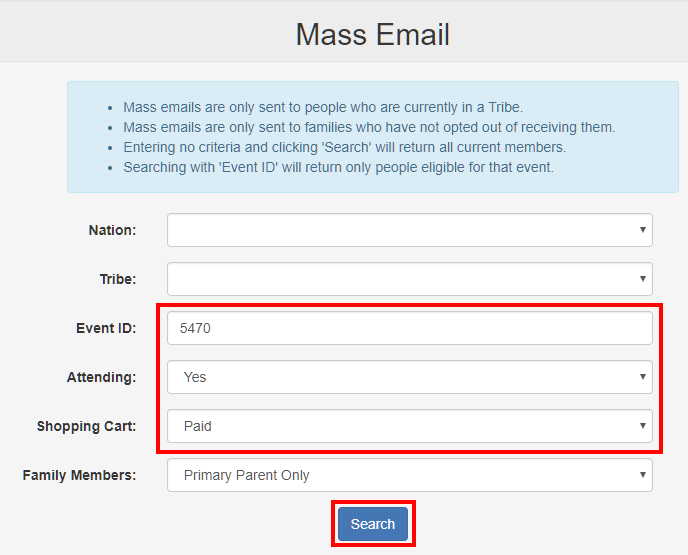 Mass Email
• Mass emails are only sent to people who are currently in a Tribe.
• Mass emails are only sent to families who have not opted out of receiving them.
• Entering no criteria and clicking 'Search' will return all current members.
• Searching with 'Event ID' will return only people eligible for that event.
Nation:
Tribe:
Event ID: 5470
Attending: Yes
Shopping Cart: Paid
Family Members: Primary Parent Only
Search